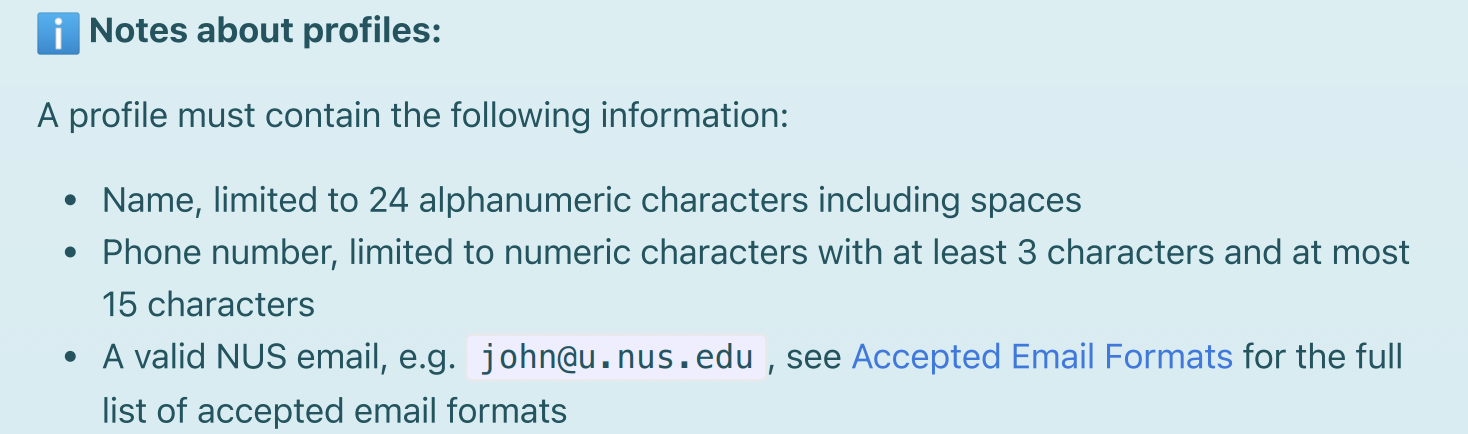 Notes about profiles:
A profile must contain the following information:
• Name, limited to 24 alphanumeric characters including spaces
• Phone number, limited to numeric characters with at least 3 characters and at most
15 characters
• A valid NUS email, e.g. john@u.nus.edu, see Accepted Email Formats for the full
list of accepted email formats